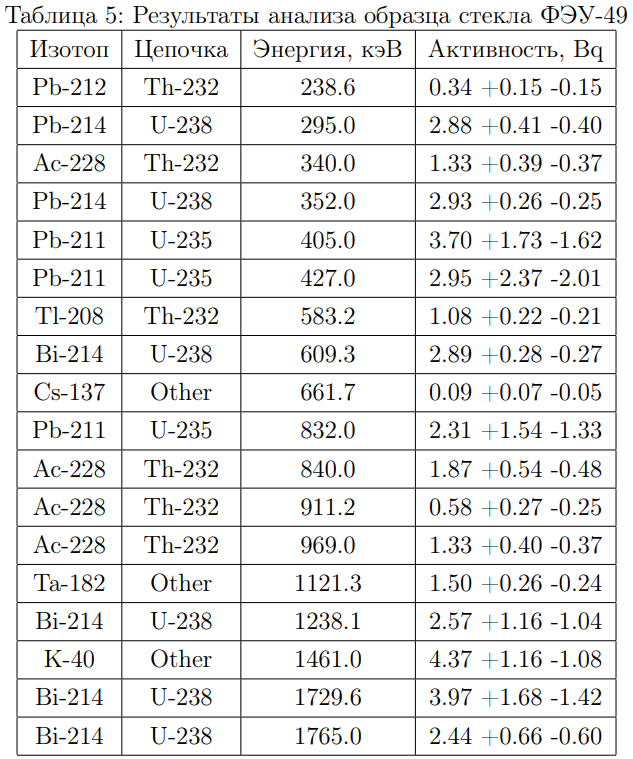 Таблица 5: Результаты анализа образца стекла ФЭУ-49
Изотоп Цепочка Энергия, кэВ Активность, Bq
Pb-212 Th-232 238.6 0.34 +0.15 -0.15
Pb-214 U-238 295.0 2.88 +0.41 -0.40
Ac-228 Th-232 340.0 1.33 +0.39 -0.37
Pb-214 U-238 352.0 2.93 +0.26 -0.25
Pb-211 U-235 405.0 3.70 +1.73 -1.62
Pb-211 U-235 427.0 2.95 +2.37 -2.01
Tl-208 Th-232 583.2 1.08 +0.22 -0.21
Bi-214 U-238 609.3 2.89 +0.28 -0.27
Cs-137 Other 661.7 0.09 +0.07 -0.05
Pb-211 U-235 832.0 2.31 +1.54 -1.33
Ac-228 Th-232 840.0 1.87 +0.54 -0.48
Ac-228 Th-232 911.2 0.58 +0.27 -0.25
Ac-228 Th-232 969.0 1.33 +0.40 -0.37
Ta-182 Other 1121.3 1.50 +0.26 -0.24
Bi-214 U-238 1238.1 2.57 +1.16 -1.04
K-40 Other 1461.0 4.37 +1.16 -1.08
Bi-214 U-238 1729.6 3.97 +1.68 -1.42
Bi-214 U-238 1765.0 2.44 +0.66 -0.60